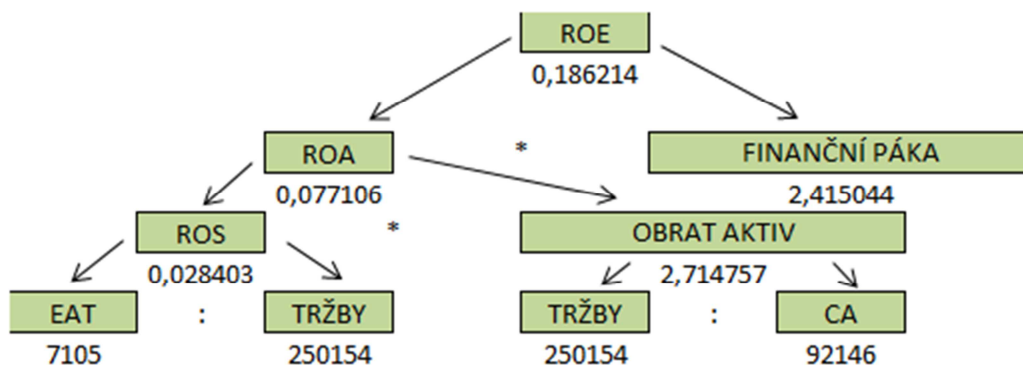 ROE
0,186214
ROA * FINANČNÍ PÁKA
0,077106 2,415044
ROS * OBRAT AKTIV
0,028403 2,714757
EAT : TRŽBY TRŽBY : CA
7105 250154 250154 92146